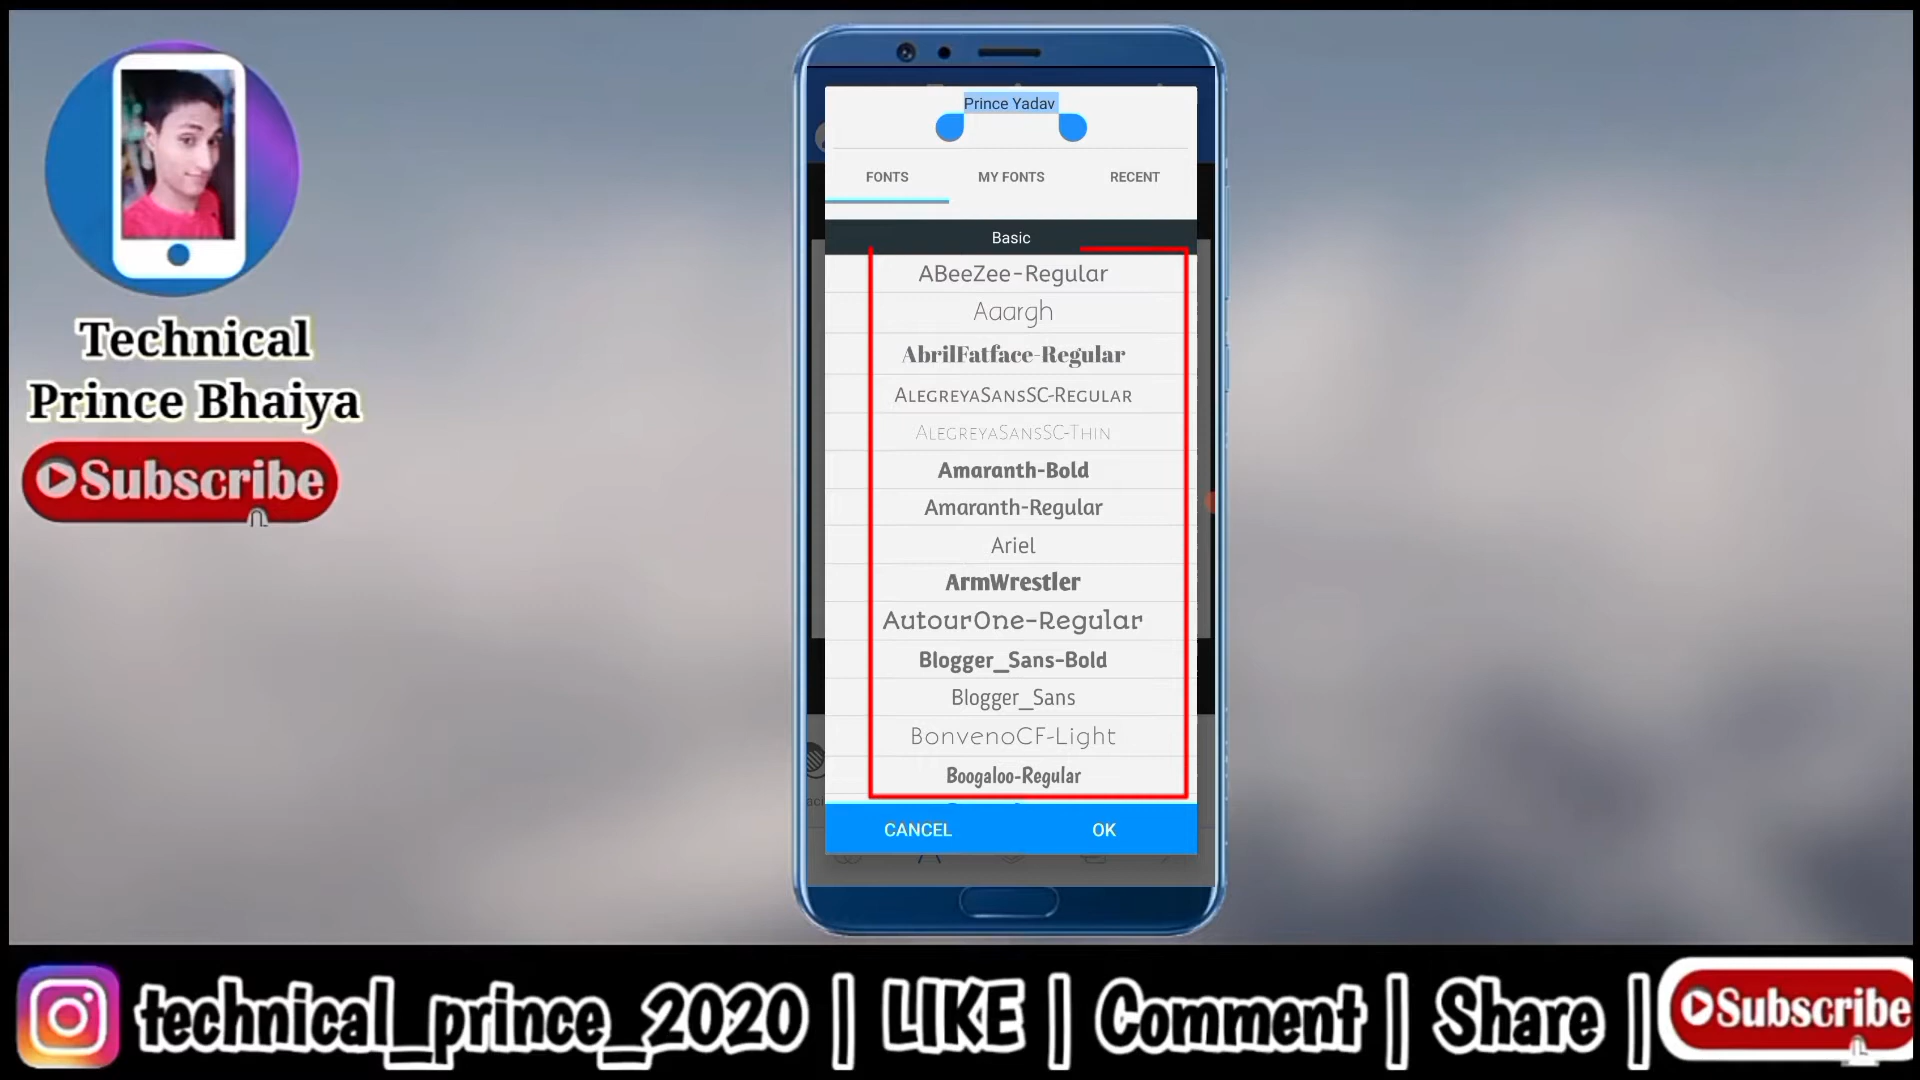 Technical
Prince Bhaiya
Subscribe
Prince Yadav
FONTS MY FONTS RECENT
Basic
ABeeZee-Regular
Aaargh
AbrilFatface-Regular
AlegreyaSansSC-Regular
AlegreyaSansSC-Thin
Amaranth-Bold
Amaranth-Regular
Ariel
ArmWrestler
AutourOne-Regular
Blogger_Sans-Bold
Blogger_Sans
BonvenoCF-Light
Boogaloo-Regular
CANCEL OK
technical_prince_2020 | LIKE | Comment | Share | Subscribe